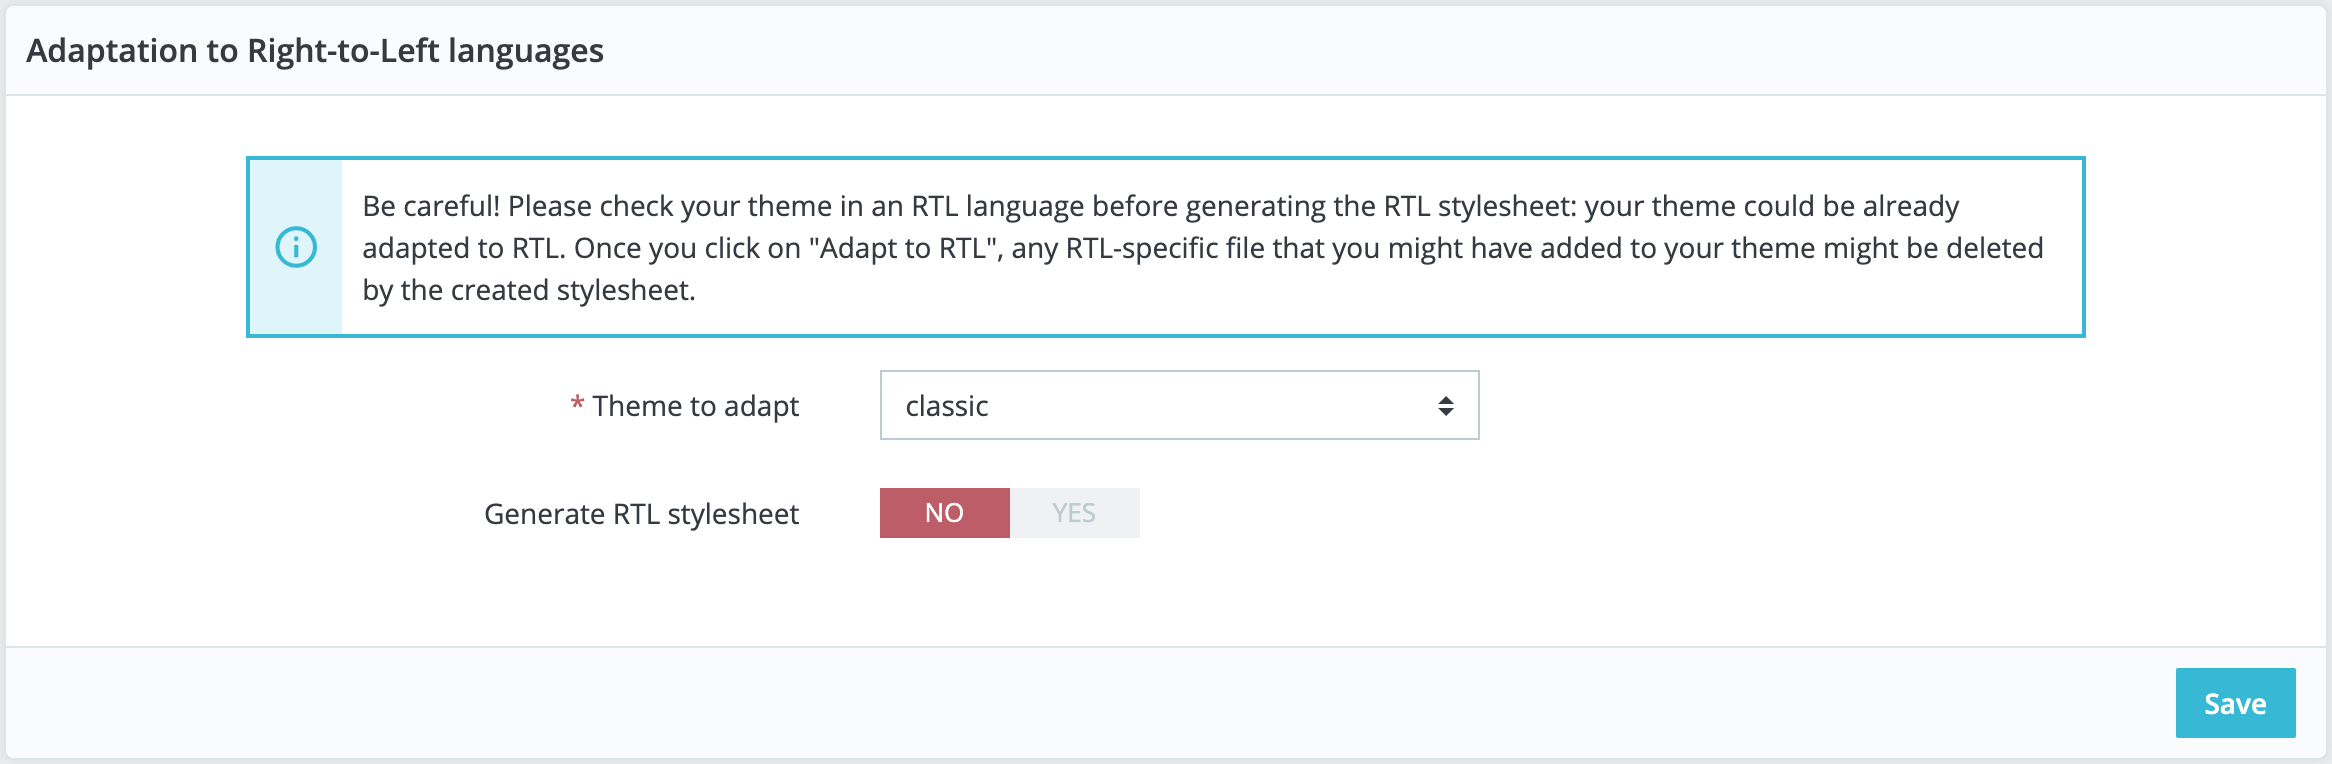 Adaptation to Right-to-Left languages
Be careful! Please check your theme in an RTL language before generating the RTL stylesheet: your theme could be already
adapted to RTL. Once you click on "Adapt to RTL", any RTL-specific file that you might have added to your theme might be deleted
by the created stylesheet.
* Theme to adapt classic
Generate RTL stylesheet NO YES
Save